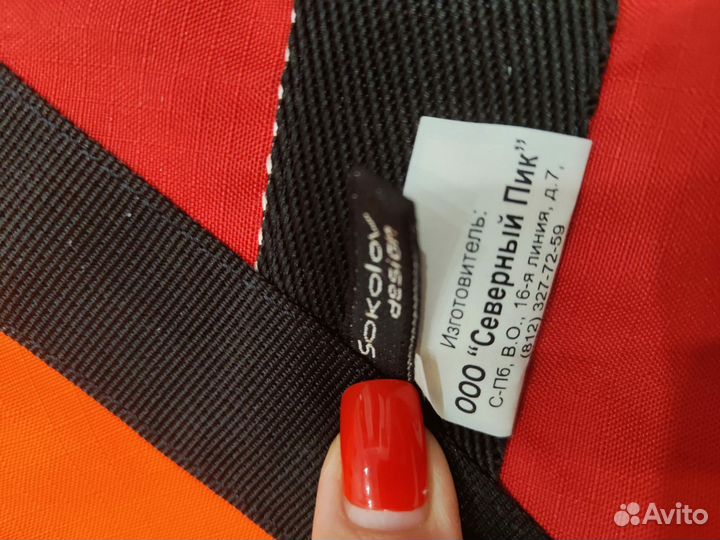 Изготовитель:
ООО "Северный Пик"
С-Пб, В.О., 16-я линия, д.7,
(812) 327-72-59
Sokolov
design
Avito